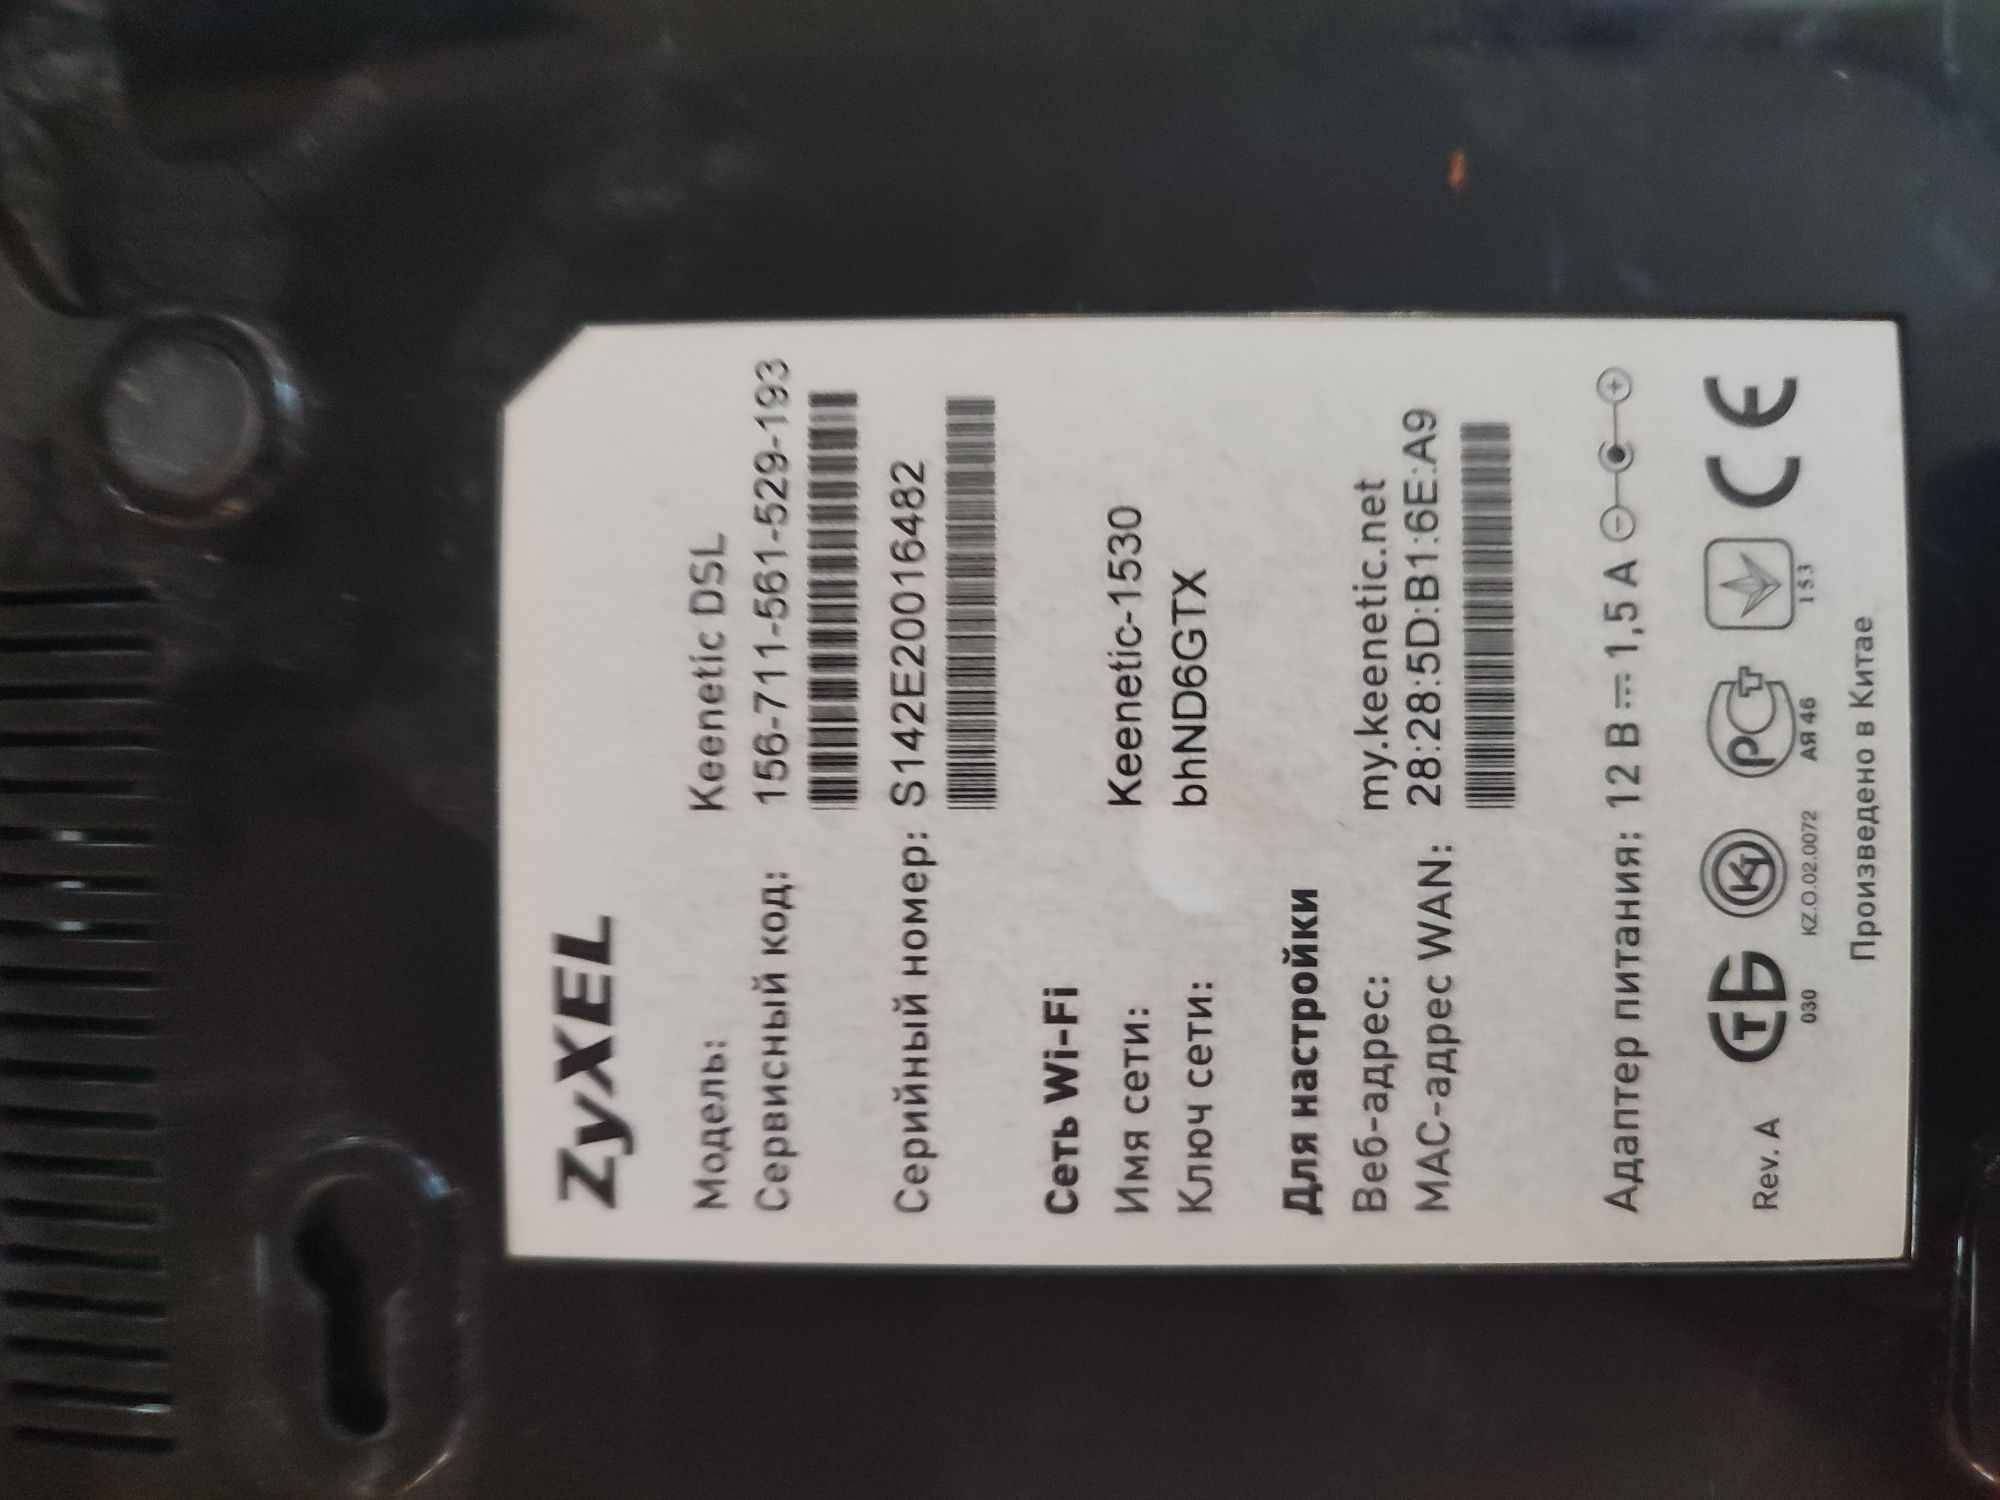 ZyXEL
Модель: Keenetic DSL
Сервисный код: 156-711-561-529-193
Серийный номер: S142E20016482
Сеть Wi-Fi
Имя сети: Keenetic-1530
Ключ сети: bhND6GTX
Для настройки
Веб-адрес: my.keenetic.net
MAC-адрес WAN: 28:28:5D:B1:6E:A9
Адаптер питания: 12 В ⎓ 1,5 А
Rev. A
030
KZ.O.02.0072
АЯ 46
153
CE
Произведено в Китае